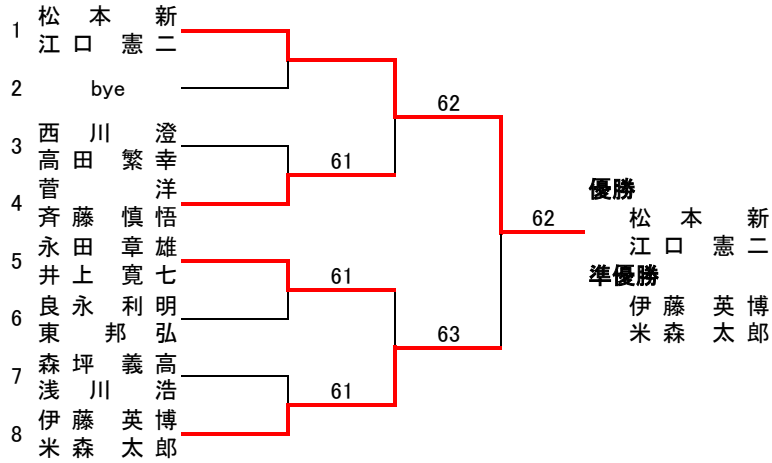 1 松本 新
江口 憲二
2 bye
3 西川 澄
高田 繁幸
4 菅 洋
斉藤 慎悟
5 永田 章雄
井上 寛七
6 良永 利明
東 邦弘
7 森坪 義高
浅川 浩
8 伊藤 英博
米森 太郎
61
61
61
62
63
62
優勝
松本 新
江口 憲二
準優勝
伊藤 英博
米森 太郎